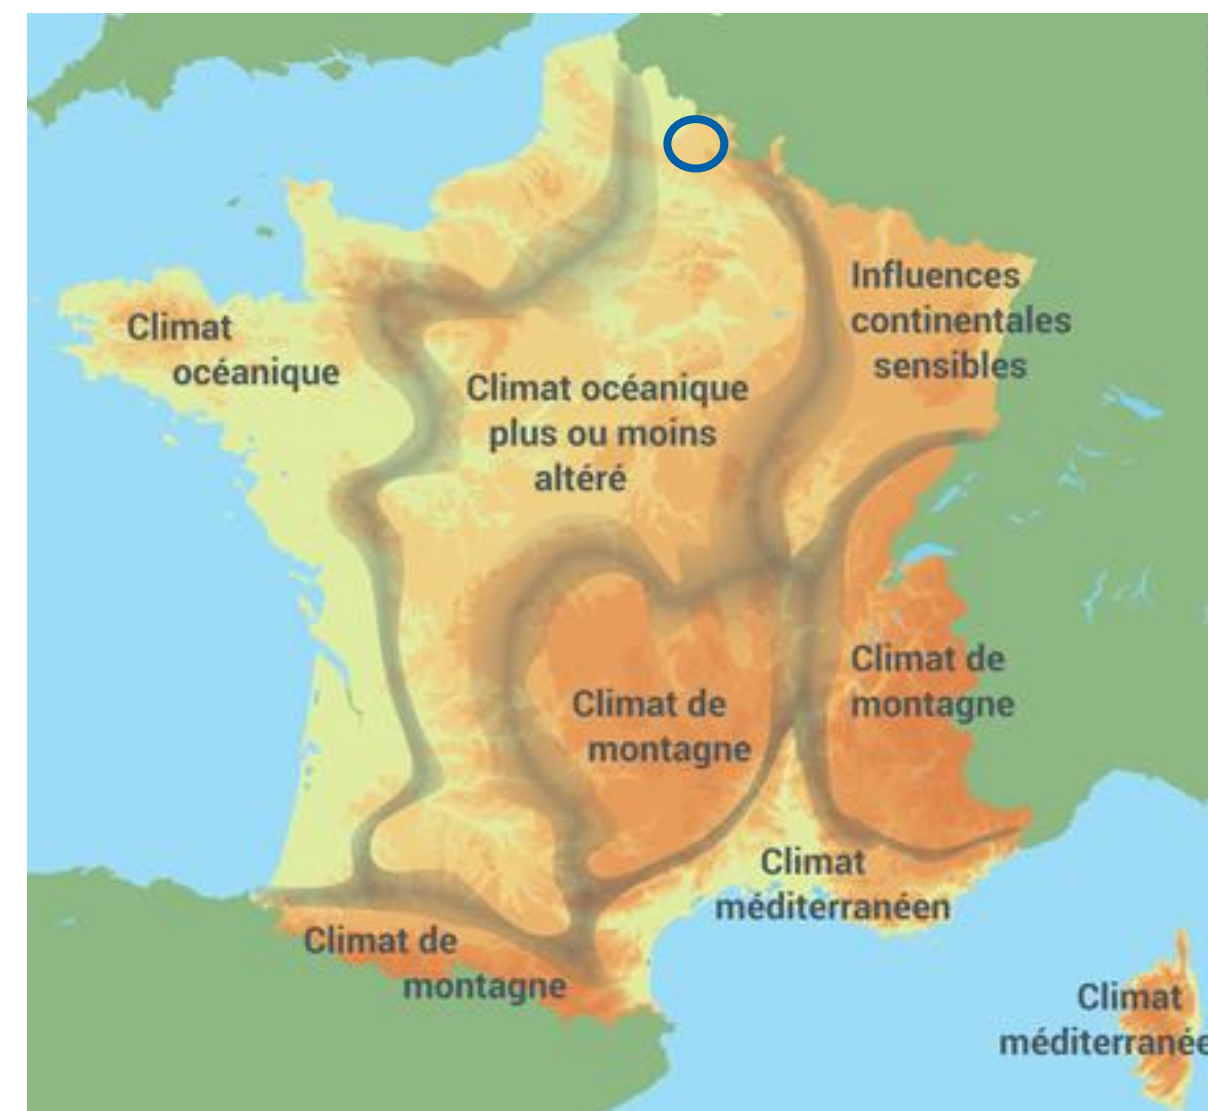 Climat
océanique
Climat océanique
plus ou moins
altéré
Influences
continentales
sensibles
Climat de
montagne
Climat de
montagne
Climat
méditerranéen
Climat de
montagne
Climat
méditerranée